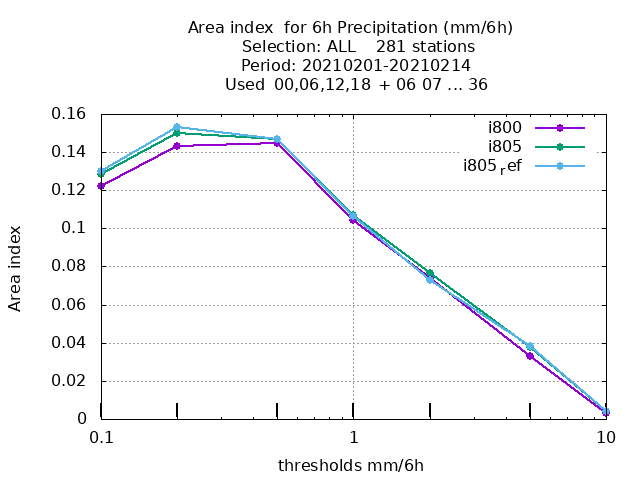 Area index  for 6h Precipitation (mm/6h)
Selection: ALL    281 stations
Period: 20210201-20210214
Used  00,06,12,18  + 06 07 ... 36
0.16
0.14
0.12
0.1
0.08
0.06
0.04
0.02
0
Area index
i800
i805
i805ref
0.1
1
10
thresholds mm/6h